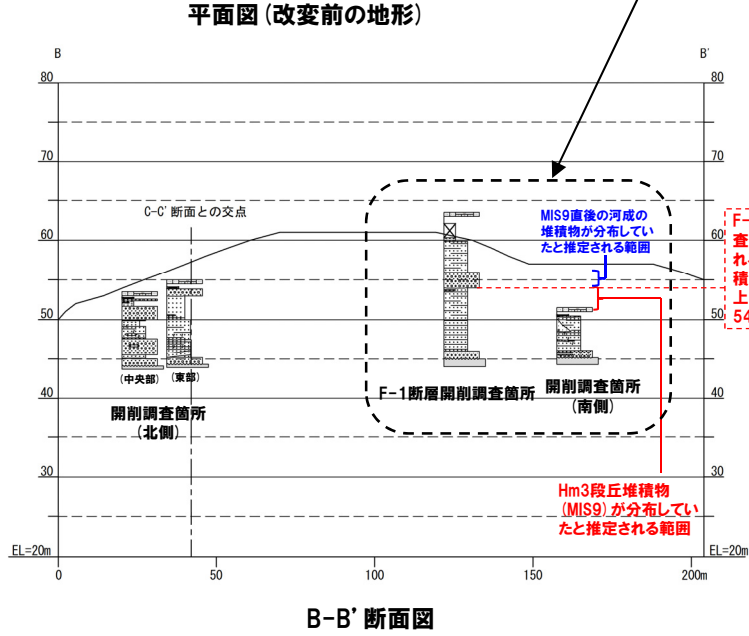 平面図(改変前の地形)
B
B'
80
80
70
70
C-C' 断面との交点
MIS9直後の河成の
堆積物が分布してい
たと推定される範囲
F-
査
れ
積
上
54
60
60
50
50
(中央部)
(東部)
開削調査箇所
(北側)
F-1断層開削調査箇所
開削調査箇所
(南側)
40
40
30
30
Hm3段丘堆積物
(MIS9)が分布してい
たと推定される範囲
EL=20m
EL=20m
0
50
100
150
200m
B-B' 断面図